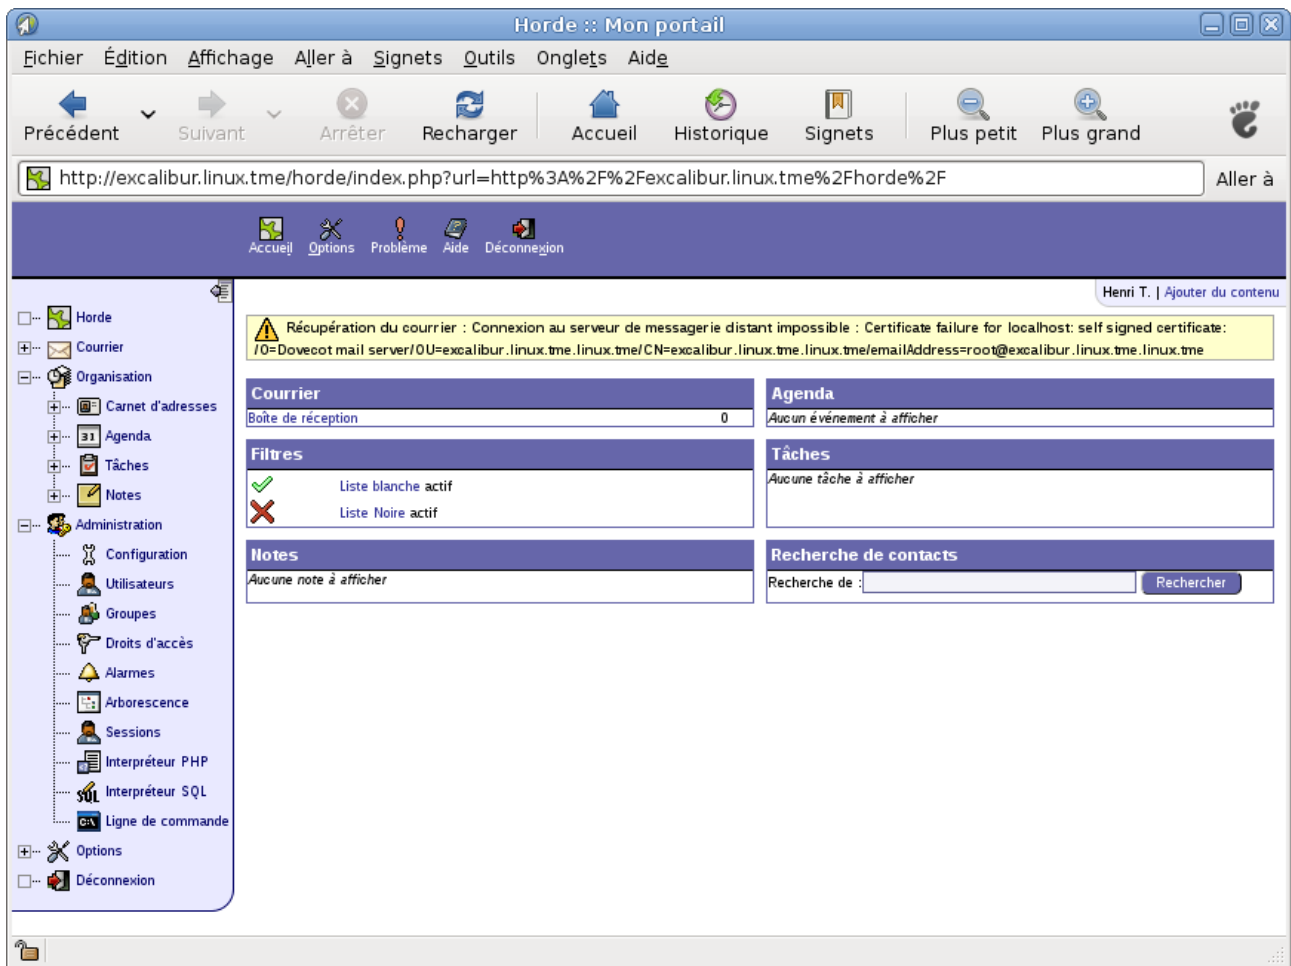 Horde :: Mon portail
Fichier Édition Affichage Aller à Signets Outils Onglets Aide
Précédent Suivant Arrêter Recharger Accueil Historique Signets Plus petit Plus grand
http://excalibur.linux.tme/horde/index.php?url=http%3A%2F%2Fexcalibur.linux.tme%2Fhorde%2F Aller à
Accueil Options Problème Aide Déconnexion
Henri T. | Ajouter du contenu
Horde
Courrier
Organisation
Carnet d'adresses
31 Agenda
Tâches
Notes
Administration
Configuration
Utilisateurs
Groupes
Droits d'accès
Alarmes
Arborescence
Sessions
Interpréteur PHP
SQL Interpréteur SQL
C:\ Ligne de commande
Options
Déconnexion
Récupération du courrier : Connexion au serveur de messagerie distant impossible : Certificate failure for localhost: self signed certificate:
/O=Dovecot mail server/OU=excalibur.linux.tme.linux.tme/CN=excalibur.linux.tme.linux.tme/emailAddress=root@excalibur.linux.tme.linux.tme
Courrier
Boîte de réception 0
Agenda
Aucun événement à afficher
Filtres
Liste blanche actif
Liste Noire actif
Tâches
Aucune tâche à afficher
Notes
Aucune note à afficher
Recherche de contacts
Recherche de : Rechercher